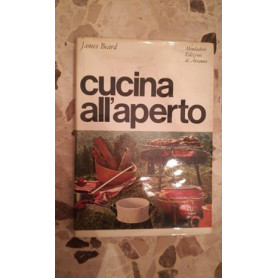 James Beard
Mondadori
Edizioni
di Arianna
cucina
all'aperto